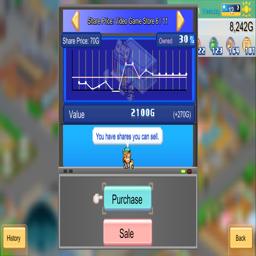 Share Price: Video Game Store 6 / 11
Share Price: 70G
Owned: 30%
8,242G
Value 2100G (+270G)
You have shares you can sell.
Purchase
Sale
History
Back